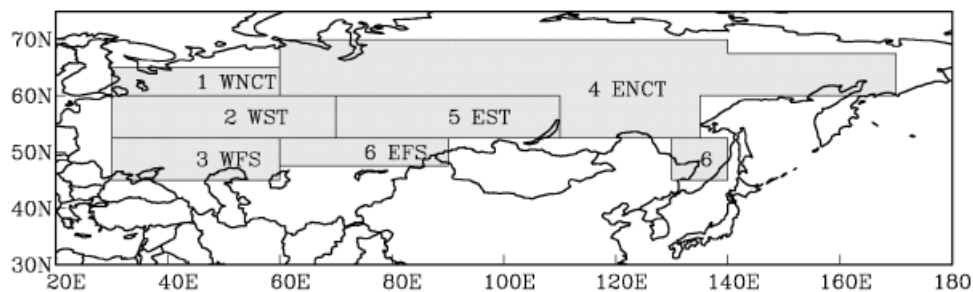 70N
60N
50N
40N
30N
1 WNCT
4 ENCT
2 WST
5 EST
3 WFS
6 EFS
6
20E 40E 60E 80E 100E 120E 140E 160E 180